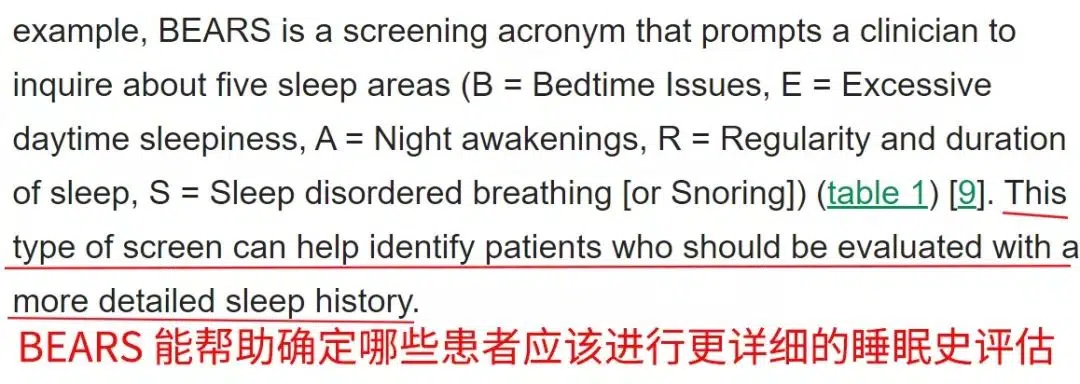 example, BEARS is a screening acronym that prompts a clinician to
inquire about five sleep areas (B = Bedtime Issues, E = Excessive
daytime sleepiness, A = Night awakenings, R = Regularity and duration
of sleep, S = Sleep disordered breathing [or Snoring]) (table 1) [9]. This
type of screen can help identify patients who should be evaluated with a
more detailed sleep history.
BEARS 能帮助确定哪些患者应该进行更详细的睡眠史评估